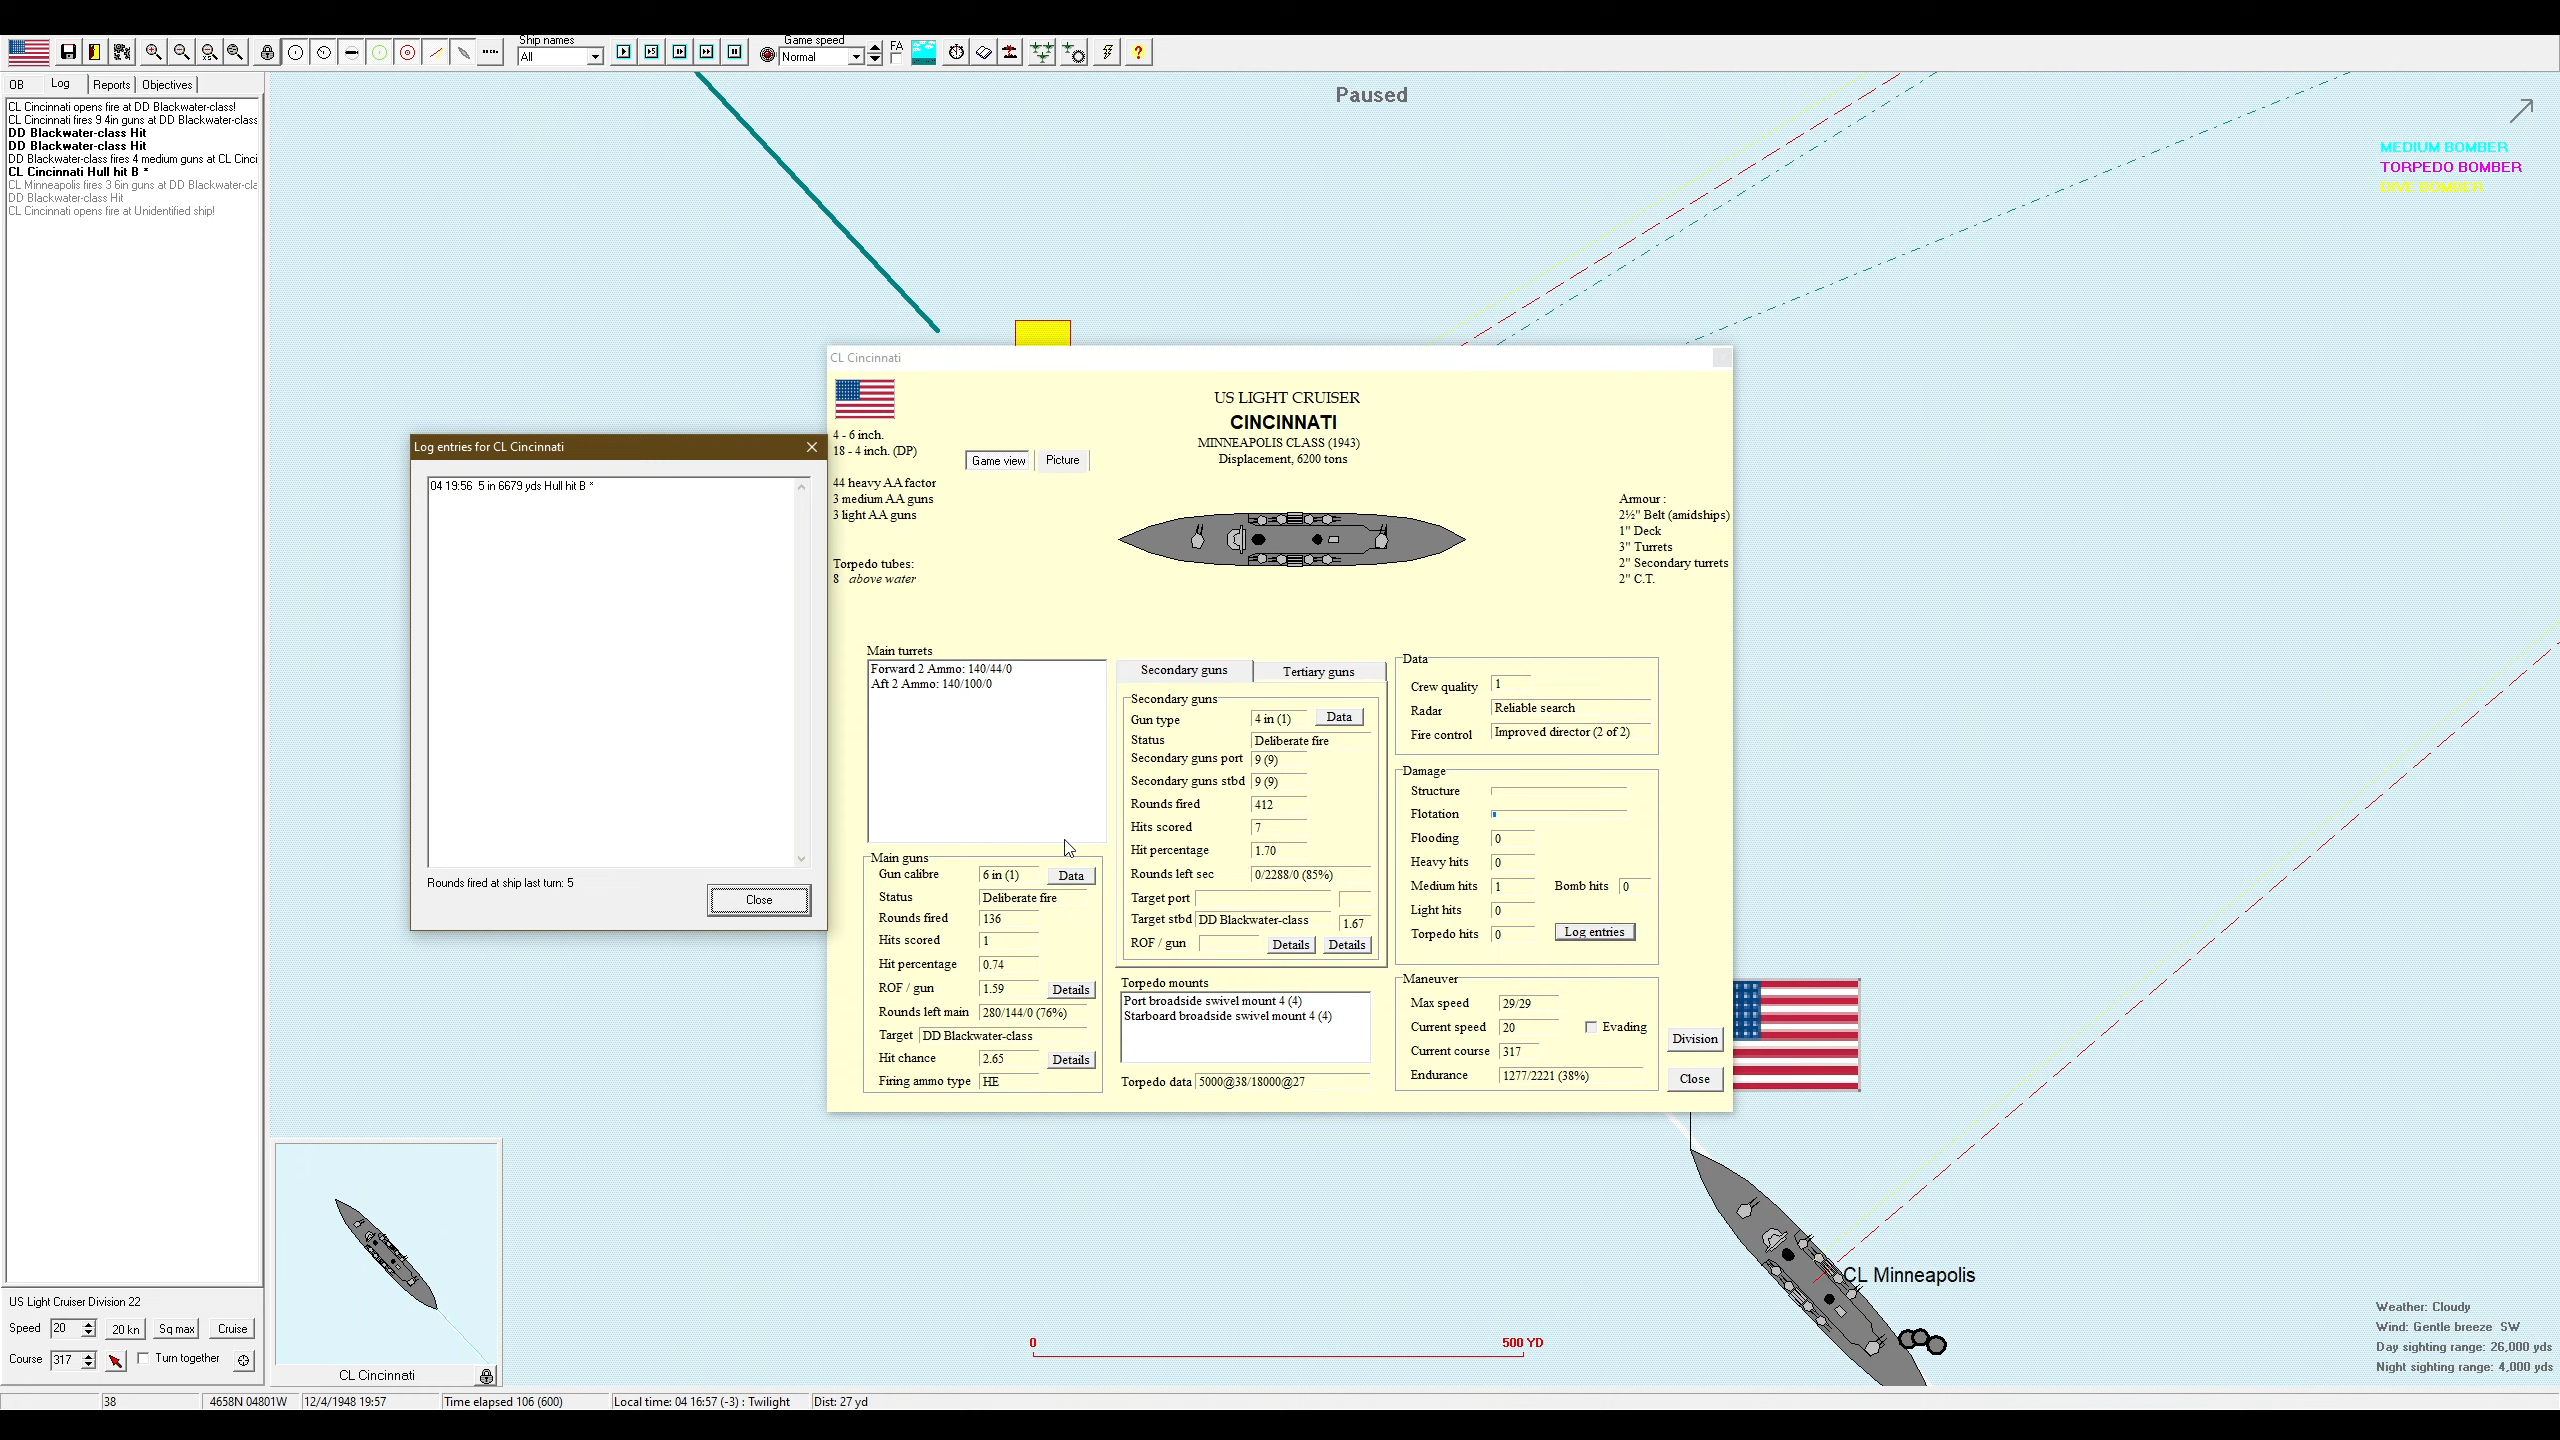 Ship names
All
Game speed
Normal
FA
OB
Log
Reports
Objectives
CL Cincinnati opens fire at DD Blackwater-class!
CL Cincinnati fires 9 4in guns at DD Blackwater-class
DD Blackwater-class Hit
DD Blackwater-class Hit
DD Blackwater-class fires 4 medium guns at CL Cinci
CL Cincinnati Hull hit B *
CL Minneapolis fires 3 6in guns at DD Blackwater-cla
DD Blackwater-class Hit
CL Cincinnati opens fire at Unidentified ship!
Paused
MEDIUM BOMBER
TORPEDO BOMBER
DIVE BOMBER
Log entries for CL Cincinnati
04 19:56 5 in 6679 yds Hull hit B *
Rounds fired at ship last turn: 5
Close
CL Cincinnati
4 - 6 inch.
18 - 4 inch. (DP)
44 heavy AA factor
3 medium AA guns
3 light AA guns
Torpedo tubes:
8 above water
Game view
Picture
US LIGHT CRUISER
CINCINNATI
MINNEAPOLIS CLASS (1943)
Displacement, 6200 tons
Armour :
2½" Belt (amidships)
1" Deck
3" Turrets
2" Secondary turrets
2" C.T.
Main turrets
Forward 2 Ammo: 140/44/0
Aft 2 Ammo: 140/100/0
Main guns
Gun calibre 6 in (1) Data
Status Deliberate fire
Rounds fired 136
Hits scored 1
Hit percentage 0.74
ROF / gun 1.59 Details
Rounds left main 280/144/0 (76%)
Target DD Blackwater-class
Hit chance 2.65 Details
Firing ammo type HE
Secondary guns
Tertiary guns
Secondary guns
Gun type 4 in (1) Data
Status Deliberate fire
Secondary guns port 9 (9)
Secondary guns stbd 9 (9)
Rounds fired 412
Hits scored 7
Hit percentage 1.70
Rounds left sec 0/2288/0 (85%)
Target port
Target stbd DD Blackwater-class 1.67
ROF / gun Details Details
Torpedo mounts
Port broadside swivel mount 4 (4)
Starboard broadside swivel mount 4 (4)
Torpedo data 5000@38/18000@27
Data
Crew quality 1
Radar Reliable search
Fire control Improved director (2 of 2)
Damage
Structure
Flotation
Flooding 0
Heavy hits 0
Medium hits 1 Bomb hits 0
Light hits 0
Torpedo hits 0 Log entries
Maneuver
Max speed 29/29
Current speed 20 Evading
Current course 317
Endurance 1277/2221 (38%)
Division
Close
CL Minneapolis
0 500 YD
Weather: Cloudy
Wind: Gentle breeze SW
Day sighting range: 26,000 yds
Night sighting range: 4,000 yds
US Light Cruiser Division 22
Speed 20 20 kn Sq max Cruise
Course 317 Turn together
CL Cincinnati
38 4658N 04801W 12/4/1948 19:57 Time elapsed 106 (600) Local time: 04 16:57 (-3) : Twilight Dist: 27 yd